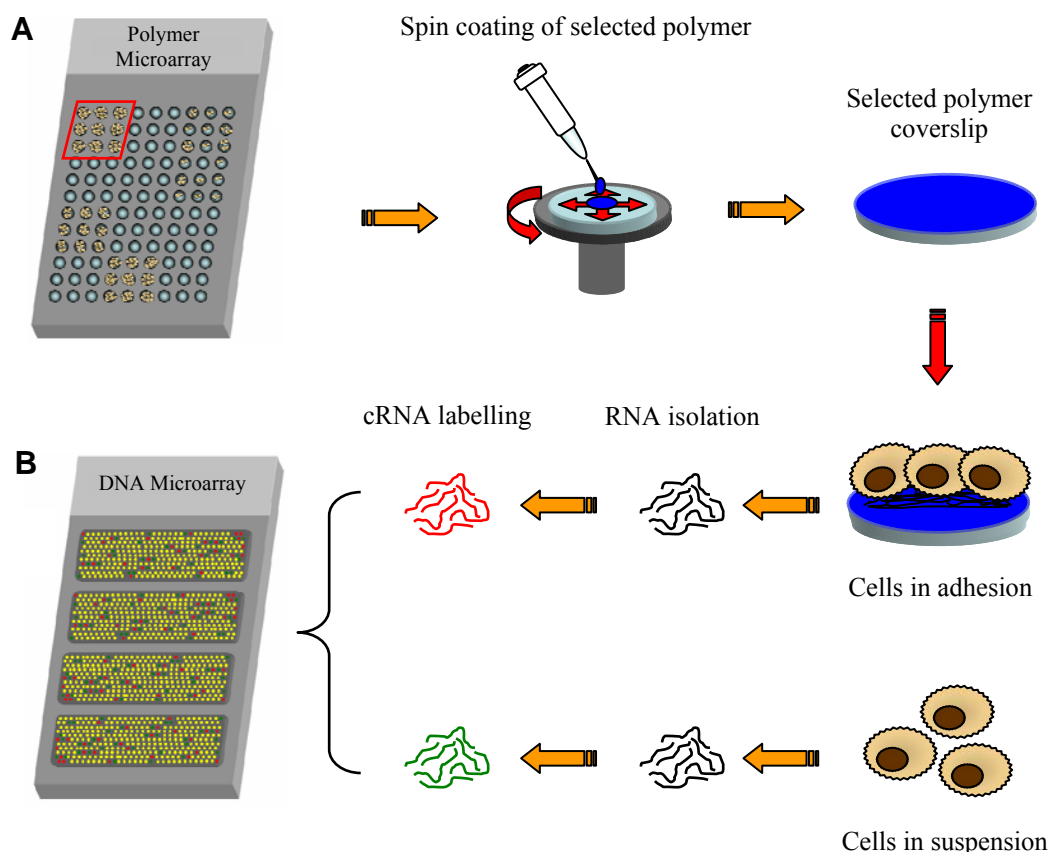 A
Polymer
Microarray
Spin coating of selected polymer
Selected polymer
coverslip
B
DNA Microarray
cRNA labelling
RNA isolation
Cells in adhesion
Cells in suspension